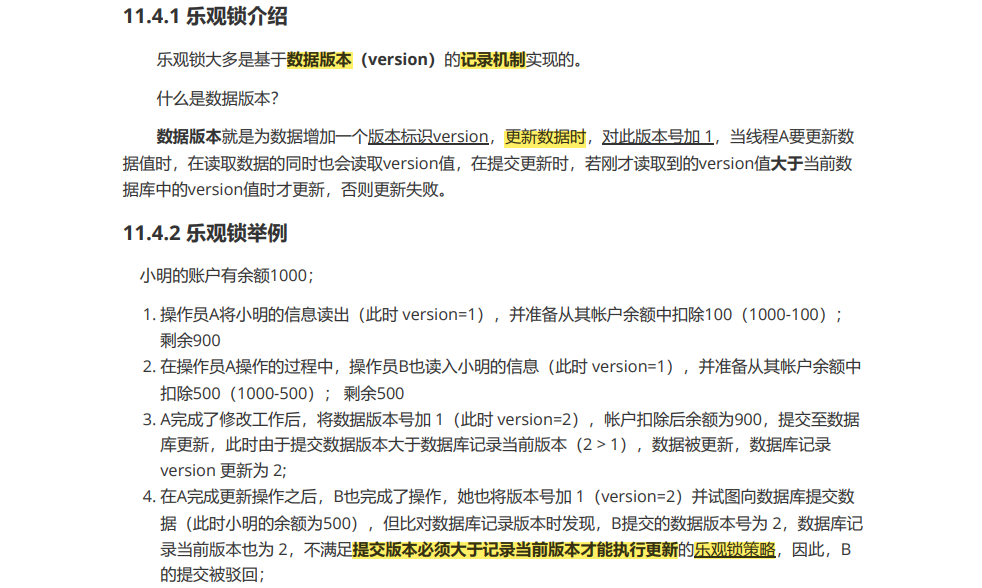 11.4.1 乐观锁介绍
乐观锁大多是基于数据版本（version）的记录机制实现的。
什么是数据版本？
数据版本就是为数据增加一个版本标识version，更新数据时，对此版本号加 1，当线程A要更新数
据值时，在读取数据的同时也会读取version值，在提交更新时，若刚才读取到的version值大于当前数
据库中的version值时才更新，否则更新失败。
11.4.2 乐观锁举例
小明的账户有余额1000；
1. 操作员A将小明的信息读出（此时 version=1），并准备从其帐户余额中扣除100（1000-100）；
剩余900
2. 在操作员A操作的过程中，操作员B也读入小明的信息（此时 version=1），并准备从其帐户余额中
扣除500（1000-500）； 剩余500
3. A完成了修改工作后，将数据版本号加 1（此时 version=2），帐户扣除后余额为900，提交至数据
库更新，此时由于提交数据版本大于数据库记录当前版本（2 > 1），数据被更新，数据库记录
version 更新为 2;
4. 在A完成更新操作之后，B也完成了操作，她也将版本号加 1（version=2）并试图向数据库提交数
据（此时小明的余额为500），但比对数据库记录版本时发现，B提交的数据版本号为 2，数据库记
录当前版本也为 2，不满足提交版本必须大于记录当前版本才能执行更新的乐观锁策略，因此，B
的提交被驳回；